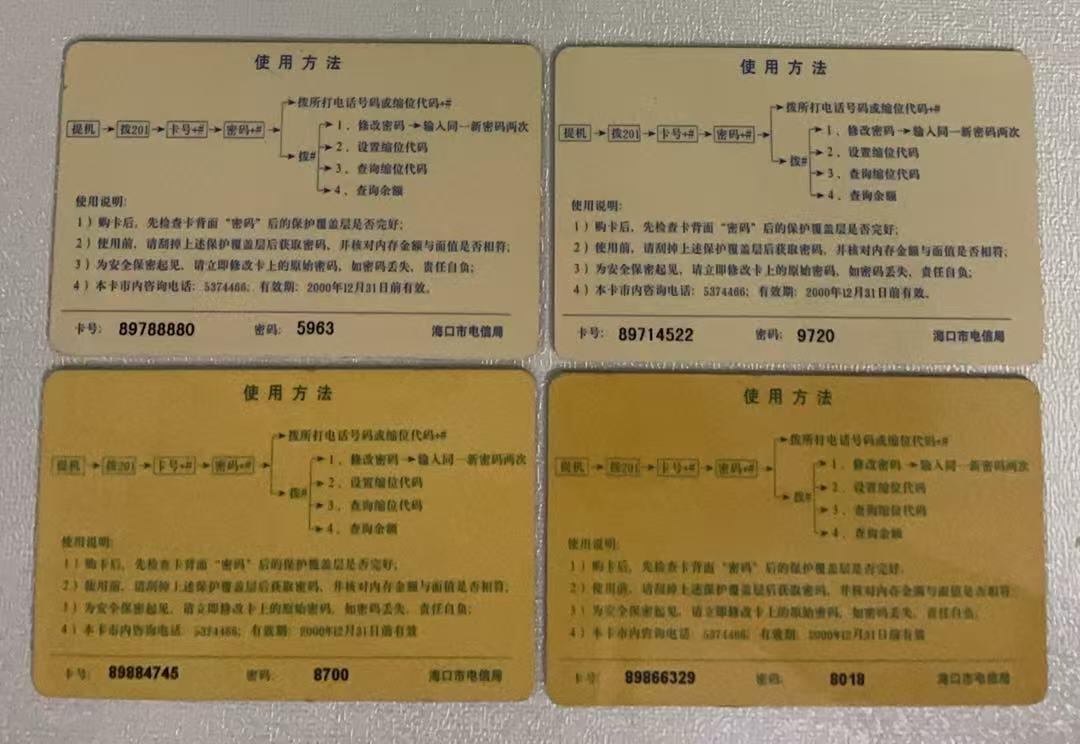 使用方法
拨所打电话号码或缩位代码+#
提机 拨201 卡号+# 密码+#
1、修改密码 输入同一新密码两次
2、设置缩位代码
拨#
3、查询缩位代码
4、查询余额
使用说明:
1）购卡后，先检查卡背面“密码”后的保护覆盖层是否完好;
2）使用前，请刮掉上述保护覆盖层后获取密码，并核对内存金额与面值是否相符;
3）为安全保密起见，请立即修改卡上的原始密码，如密码丢失，责任自负;
4）本卡市内咨询电话: 5374466; 有效期: 2000年12月31日前有效。
卡号: 89788880 密码: 5963 海口市电信局
使用方法
拨所打电话号码或缩位代码+#
提机 拨201 卡号+# 密码+#
1、修改密码 输入同一新密码两次
2、设置缩位代码
拨#
3、查询缩位代码
4、查询余额
使用说明:
1）购卡后，先检查卡背面“密码”后的保护覆盖层是否完好;
2）使用前，请刮掉上述保护覆盖层后获取密码，并核对内存金额与面值是否相符;
3）为安全保密起见，请立即修改卡上的原始密码，如密码丢失，责任自负;
4）本卡市内咨询电话: 5374466; 有效期: 2000年12月31日前有效。
卡号: 89714522 密码: 9720 海口市电信局
使用方法
拨所打电话号码或缩位代码+#
提机 拨201 卡号+# 密码+#
1、修改密码 输入同一新密码两次
2、设置缩位代码
拨#
3、查询缩位代码
4、查询余额
使用说明:
1）购卡后，先检查卡背面“密码”后的保护覆盖层是否完好;
2）使用前，请刮掉上述保护覆盖层后获取密码，并核对内存金额与面值是否相符;
3）为安全保密起见，请立即修改卡上的原始密码，如密码丢失，责任自负;
4）本卡市内咨询电话: 5374466; 有效期: 2000年12月31日前有效
卡号: 89884745 密码: 8700 海口市电信局
使用方法
拨所打电话号码或缩位代码+#
提机 拨201 卡号+# 密码+#
1、修改密码 输入同一新密码两次
2、设置缩位代码
拨#
3、查询缩位代码
4、查询余额
使用说明:
1）购卡后，先检查卡背面“密码”后的保护覆盖层是否完好;
2）使用前，请刮掉上述保护覆盖层后获取密码，并核对内存金额与面值是否相符
3）为安全保密起见，请立即修改卡上的原始密码，如密码丢失，责任自负;
4）本卡市内咨询电话: 5374466; 有效期: 2000年12月31日前有效
卡号: 89866329 密码: 8018 海口市电信局